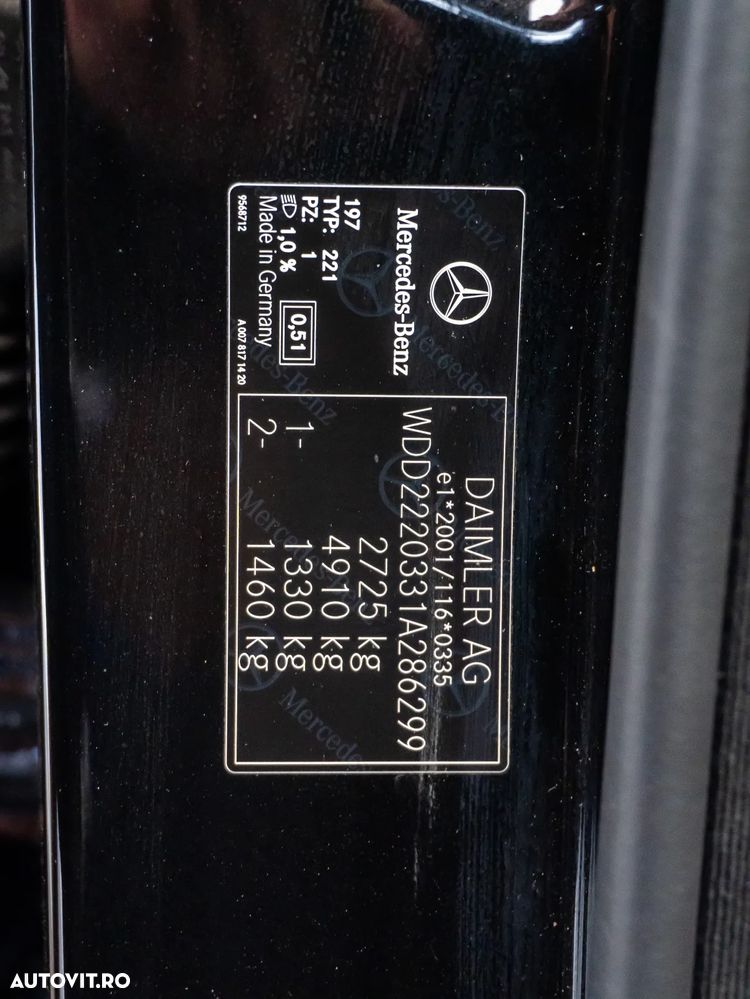 Mercedes-Benz
197
TYP: 221
PZ: 1
1,0 %
0,51
Made in Germany
9568712
A 007 817 14 20
DAIMLER AG
e1*2001/116*0335
WDD2220331A286299
2725 kg
4910 kg
1- 1330 kg
2- 1460 kg
AUTOVIT.RO